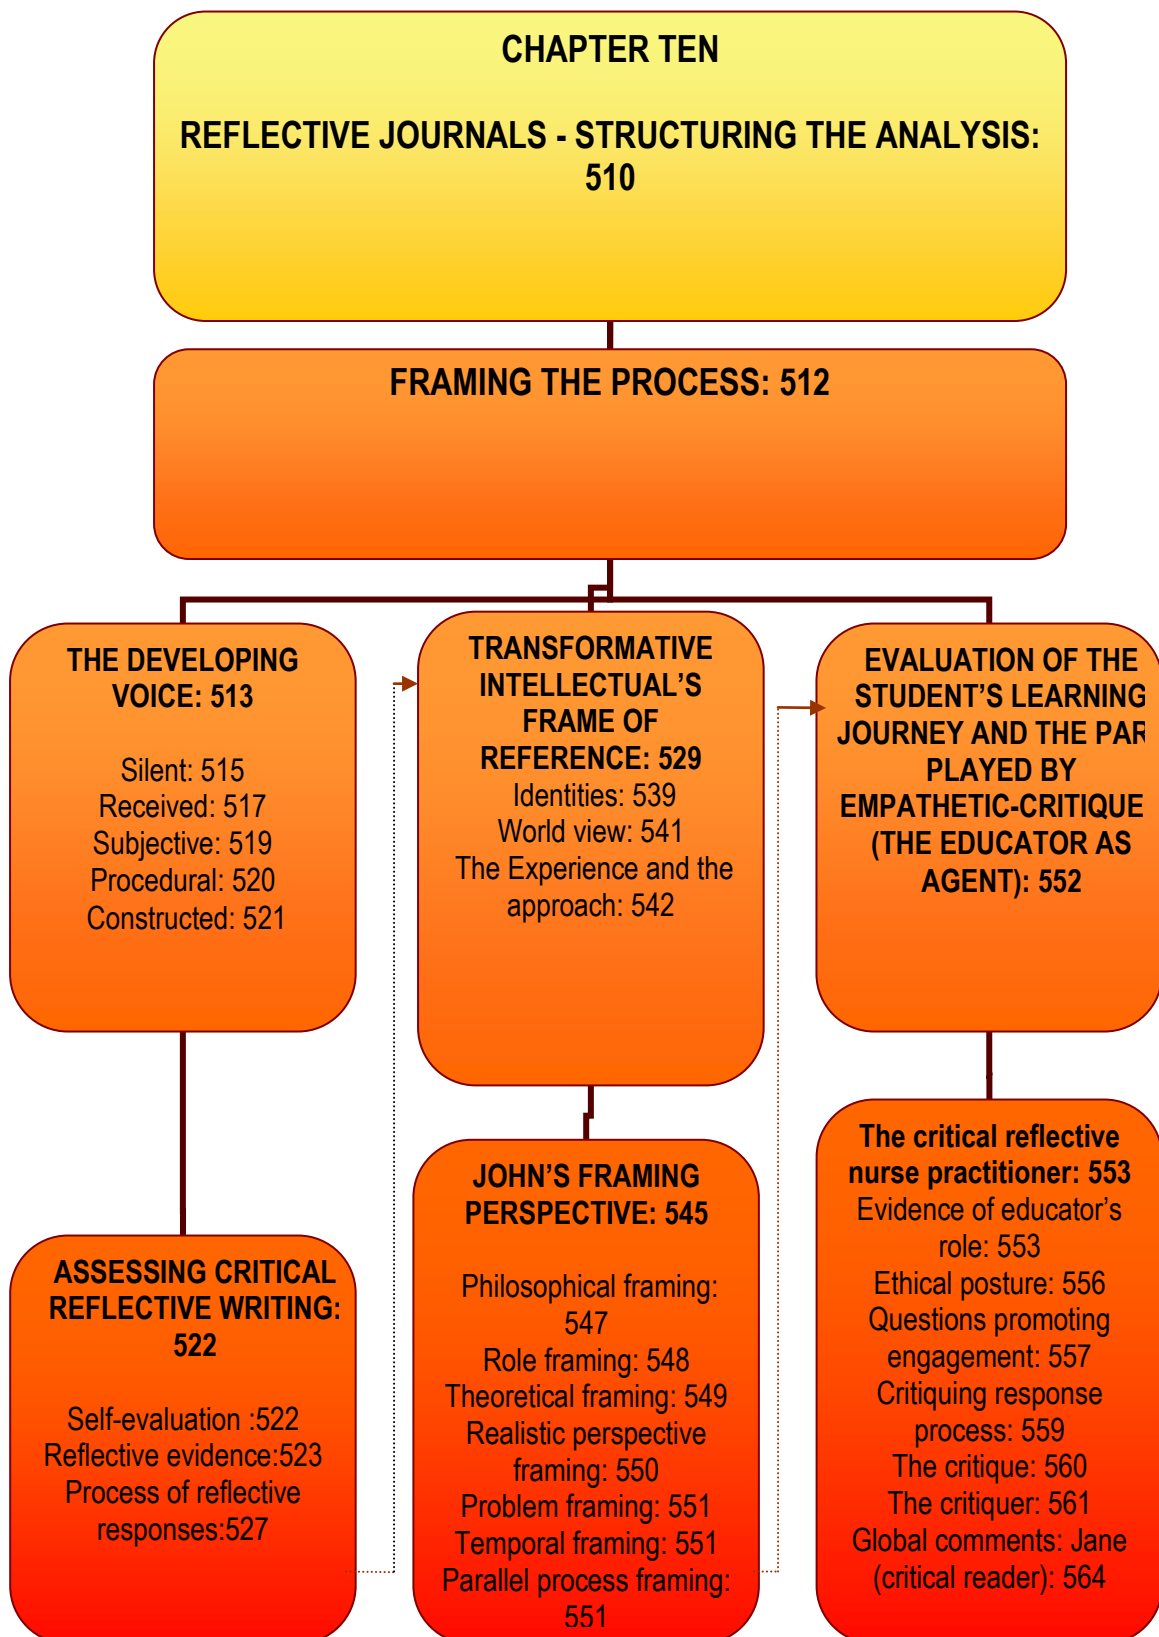 CHAPTER TEN
REFLECTIVE JOURNALS - STRUCTURING THE ANALYSIS:
510
FRAMING THE PROCESS: 512
THE DEVELOPING
VOICE: 513
Silent: 515
Received: 517
Subjective: 519
Procedural: 520
Constructed: 521
ASSESSING CRITICAL
REFLECTIVE WRITING:
522
Self-evaluation :522
Reflective evidence:523
Process of reflective
responses:527
TRANSFORMATIVE
INTELLECTUAL'S
FRAME OF
REFERENCE: 529
Identities: 539
World view: 541
The Experience and the
approach: 542
JOHN'S FRAMING
PERSPECTIVE: 545
Philosophical framing:
547
Role framing: 548
Theoretical framing: 549
Realistic perspective
framing: 550
Problem framing: 551
Temporal framing: 551
Parallel process framing:
551
EVALUATION OF THE
STUDENT'S LEARNING
JOURNEY AND THE PAR
PLAYED BY
EMPATHETIC-CRITIQUE
(THE EDUCATOR AS
AGENT): 552
The critical reflective
nurse practitioner: 553
Evidence of educator's
role: 553
Ethical posture: 556
Questions promoting
engagement: 557
Critiquing response
process: 559
The critique: 560
The critiquer: 561
Global comments: Jane
(critical reader): 564